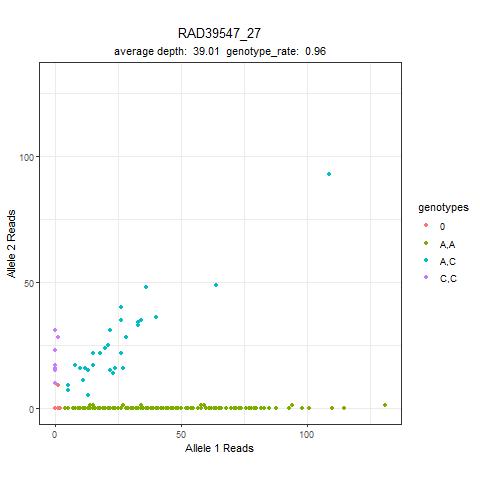 RAD39547_27
average depth: 39.01 genotype_rate: 0.96
Allele 2 Reads
100
50
0
0
50
100
Allele 1 Reads
genotypes
0
A,A
A,C
C,C